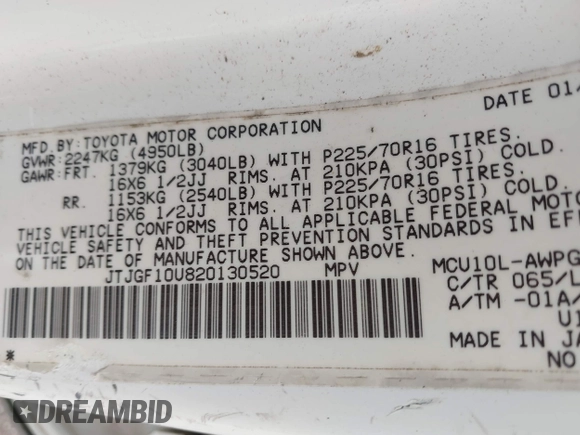 DATE 01/
MFD.BY:TOYOTA MOTOR CORPORATION
GVWR:2247KG (4950LB)
GAWR:FRT. 1379KG (3040LB) WITH P225/70R16 TIRES.
16X6 1/2JJ RIMS. AT 210KPA (30PSI) COLD.
RR. 1153KG (2540LB) WITH P225/70R16 TIRES.
16X6 1/2JJ RIMS. AT 210KPA (30PSI) COLD.
THIS VEHICLE CONFORMS TO ALL APPLICABLE FEDERAL MOTO
VEHICLE SAFETY AND THEFT PREVENTION STANDARDS IN EFF
ON THE DATE OF MANUFACTURE SHOWN ABOVE.
JTJGF10U820130520 MPV MCU10L-AWPG
C/TR 065/L
A/TM -01A/
U1
MADE IN JA
* NO
DREAMBID